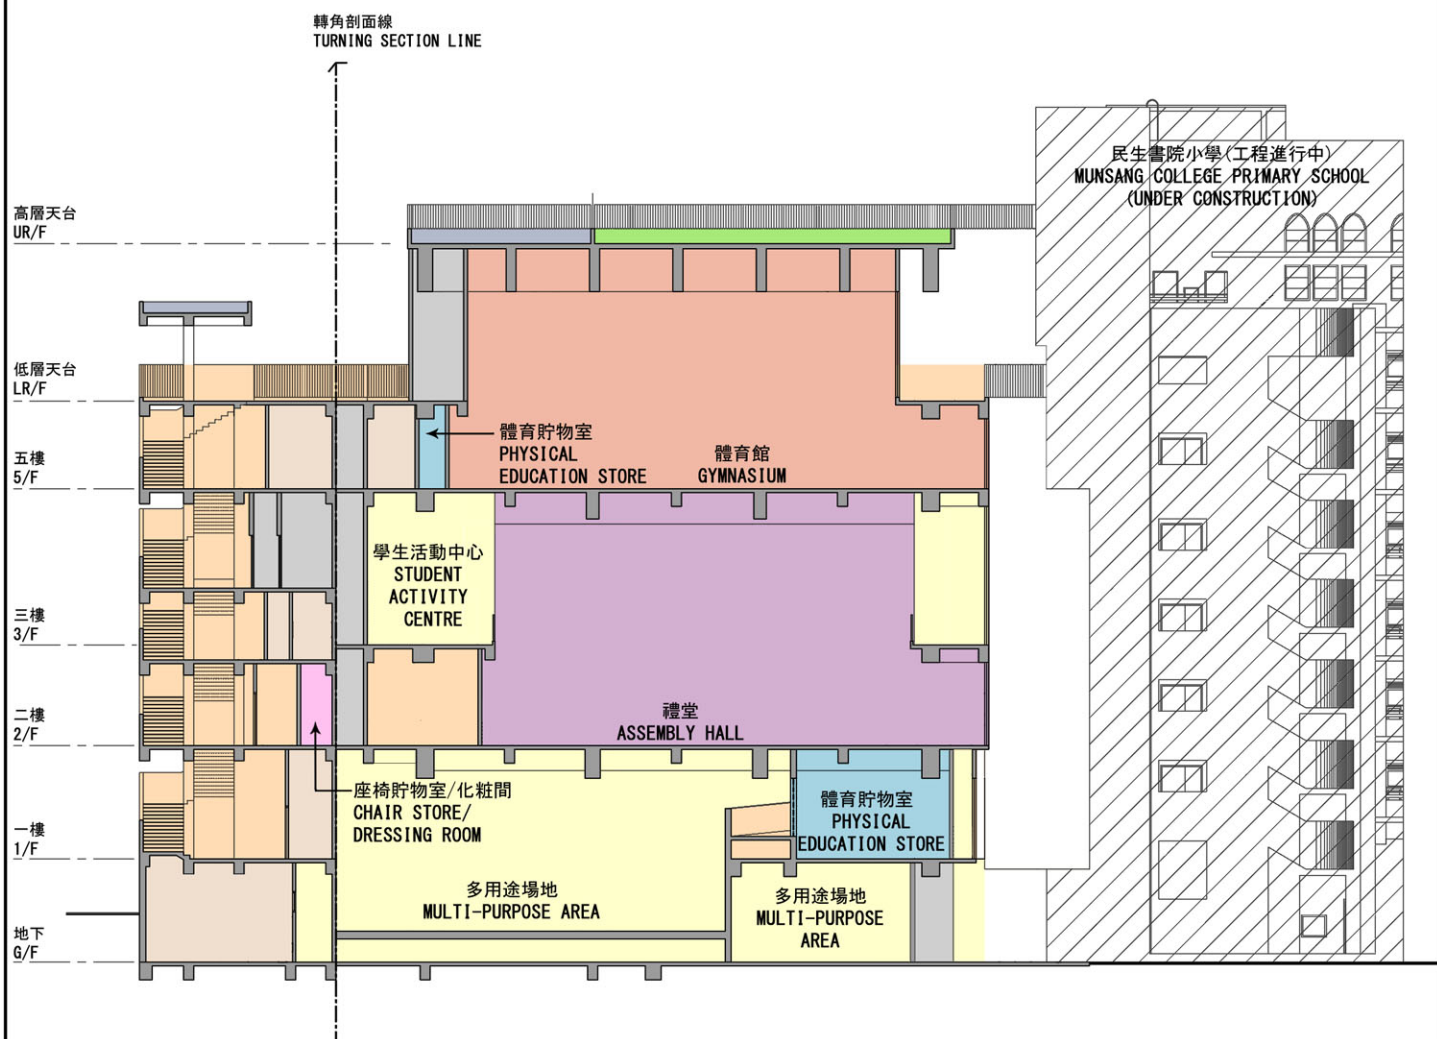 轉角剖面線
TURNING SECTION LINE
民生書院小學(工程進行中)
MUNSANG COLLEGE PRIMARY SCHOOL
(UNDER CONSTRUCTION)
高層天台
UR/F
低層天台
LR/F
體育貯物室
PHYSICAL
EDUCATION STORE
體育館
GYMNASIUM
五樓
5/F
學生活動中心
STUDENT
ACTIVITY
CENTRE
三樓
3/F
二樓
2/F
禮堂
ASSEMBLY HALL
座椅貯物室/化粧間
CHAIR STORE/
DRESSING ROOM
體育貯物室
PHYSICAL
EDUCATION STORE
一樓
1/F
多用途場地
MULTI-PURPOSE AREA
多用途場地
MULTI-PURPOSE
AREA
地下
G/F